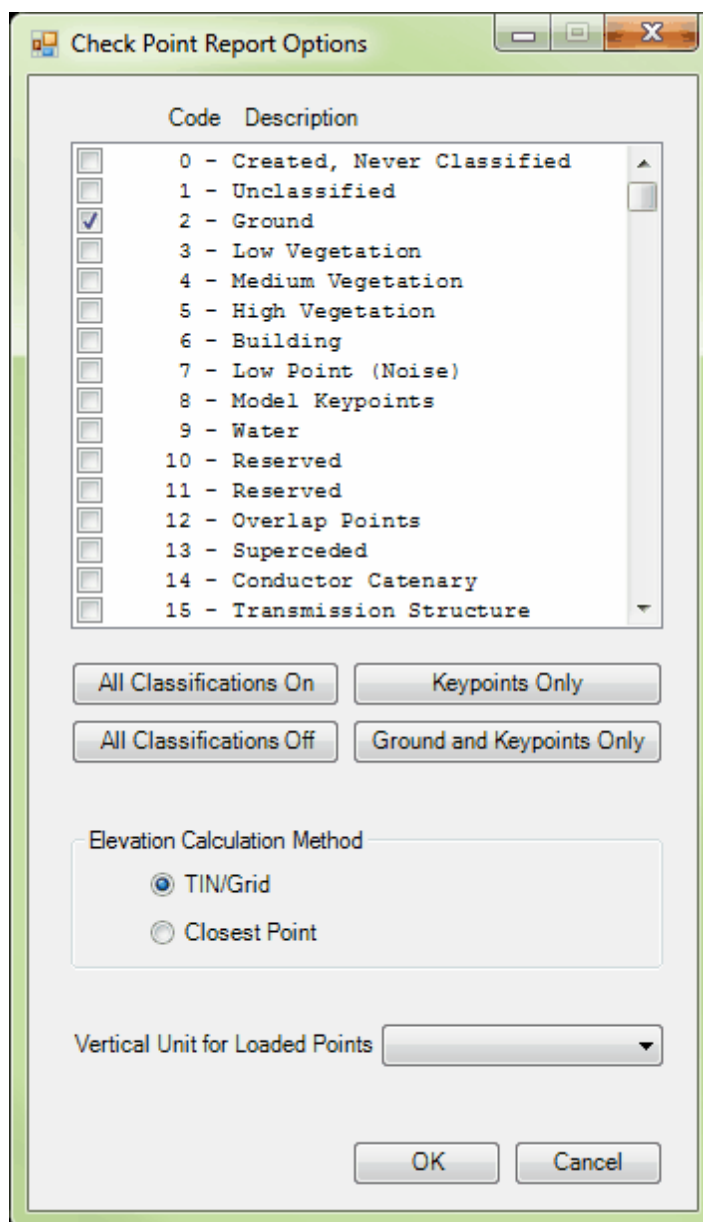 Check Point Report Options
Code Description
0 - Created, Never Classified
1 - Unclassified
2 - Ground
3 - Low Vegetation
4 - Medium Vegetation
5 - High Vegetation
6 - Building
7 - Low Point (Noise)
8 - Model Keypoints
9 - Water
10 - Reserved
11 - Reserved
12 - Overlap Points
13 - Superceded
14 - Conductor Catenary
15 - Transmission Structure
All Classifications On Keypoints Only
All Classifications Off Ground and Keypoints Only
Elevation Calculation Method
TIN/Grid
Closest Point
Vertical Unit for Loaded Points
OK Cancel